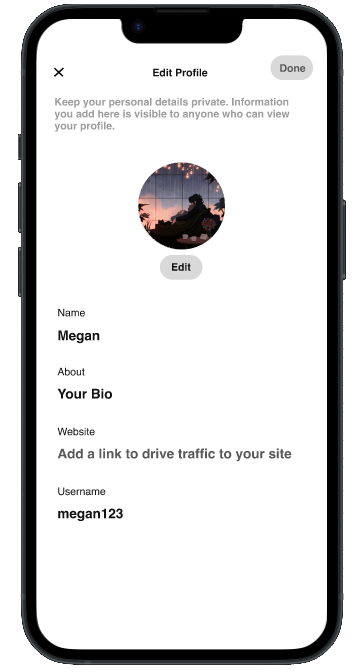 Edit Profile
Done
Keep your personal details private. Information
you add here is visible to anyone who can view
your profile.
Edit
Name
Megan
About
Your Bio
Website
Add a link to drive traffic to your site
Username
megan123